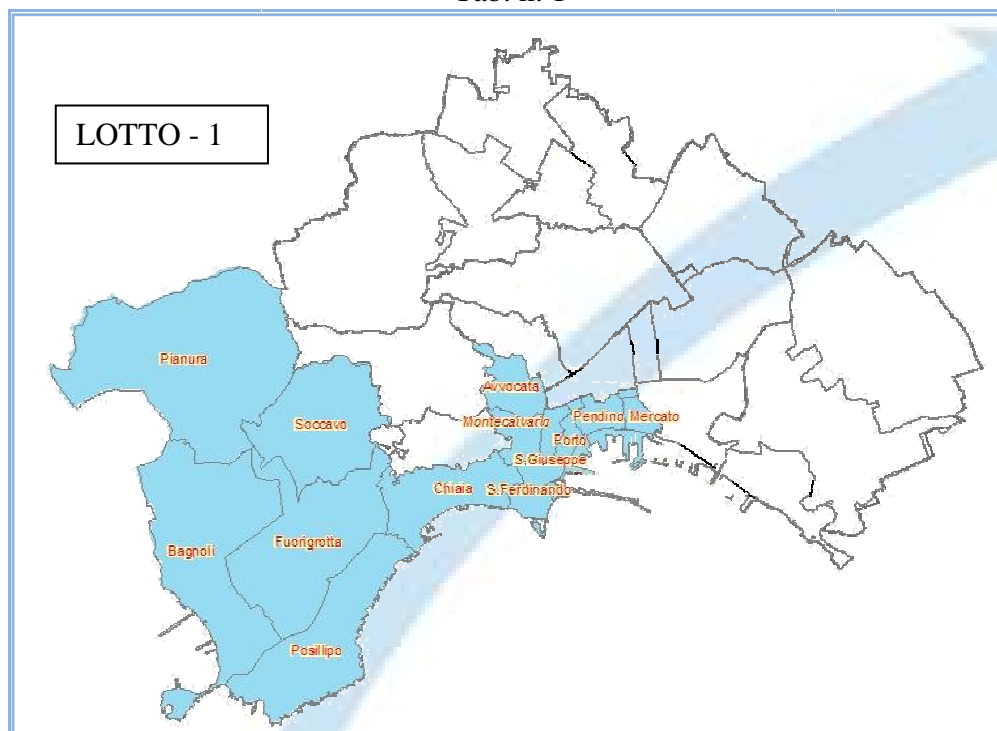 LOTTO - 1
Pianura
Avvocata
Soccavo
Montecalvario
Pendino Mercato
Porto
S.Giuseppe
Chiaia
S.Ferdinando
Bagnoli
Fuorigrotta
Posillipo